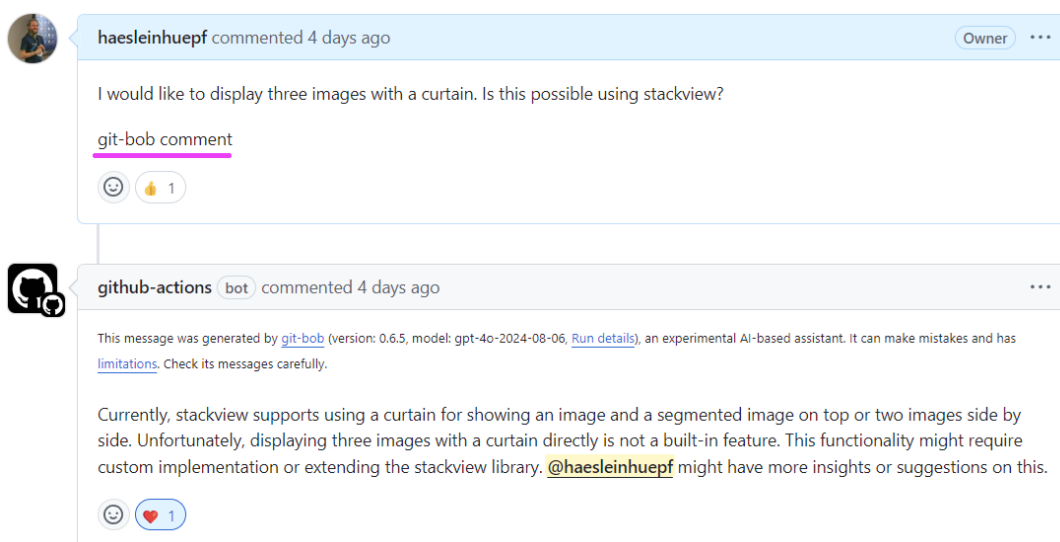 haesleinhuepf commented 4 days ago
Owner
I would like to display three images with a curtain. Is this possible using stackview?
git-bob comment
1
github-actions bot commented 4 days ago
This message was generated by git-bob (version: 0.6.5, model: gpt-4o-2024-08-06, Run details), an experimental AI-based assistant. It can make mistakes and has
limitations. Check its messages carefully.
Currently, stackview supports using a curtain for showing an image and a segmented image on top or two images side by
side. Unfortunately, displaying three images with a curtain directly is not a built-in feature. This functionality might require
custom implementation or extending the stackview library. @haesleinhuepf might have more insights or suggestions on this.
1